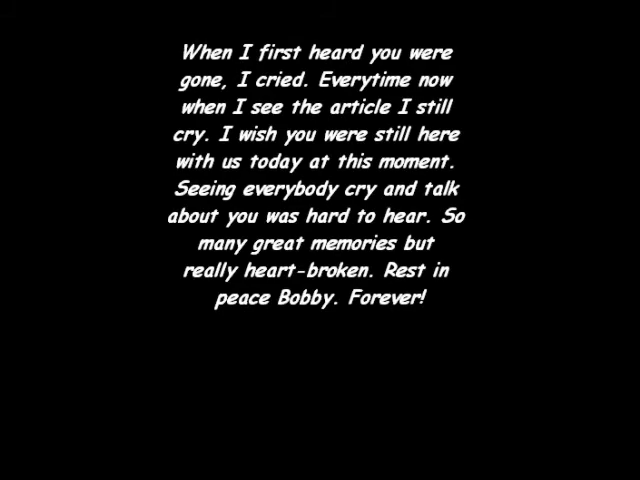 When I first heard you were
gone, I cried. Everytime now
when I see the article I still
cry. I wish you were still here
with us today at this moment.
Seeing everybody cry and talk
about you was hard to hear. So
many great memories but
really heart-broken. Rest in
peace Bobby. Forever!